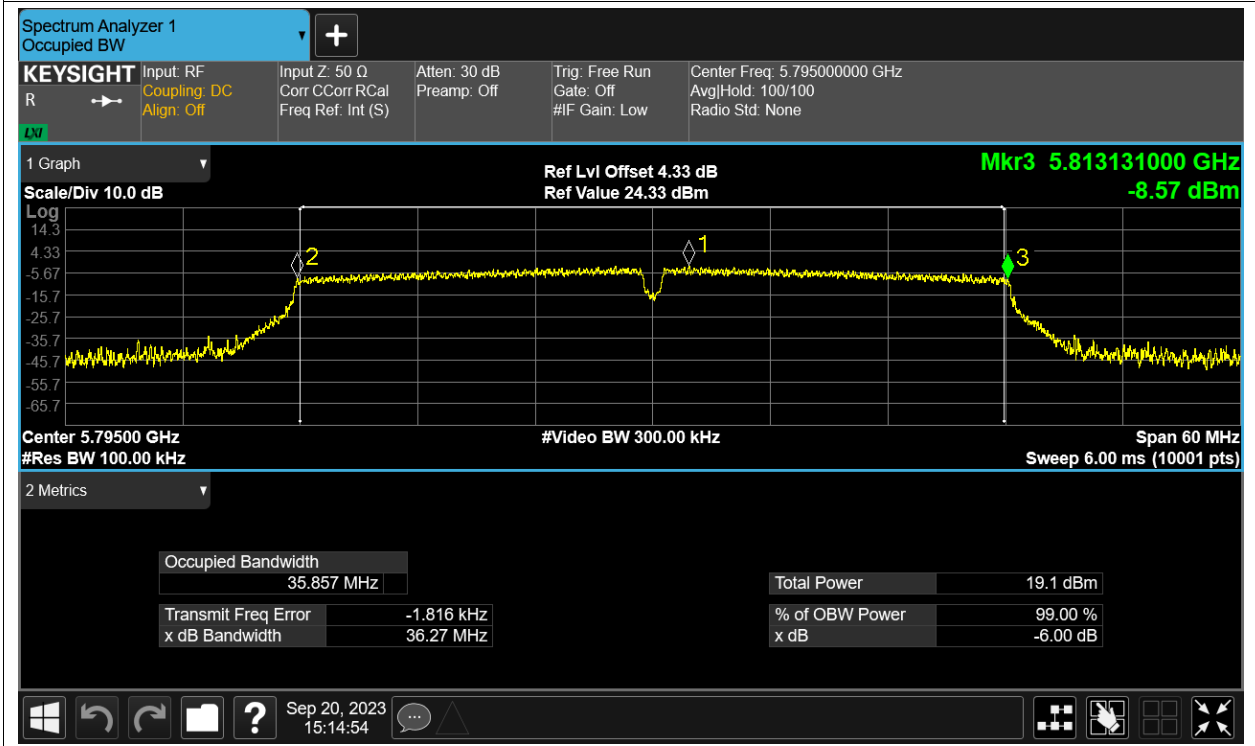 Spectrum Analyzer 1
Occupied BW
KEYSIGHT Input: RF Input Z: 50 Ω Atten: 30 dB Trig: Free Run Center Freq: 5.795000000 GHz
R Coupling: DC Corr CCorr RCal Preamp: Off Gate: Off Avg|Hold: 100/100
Align: Off Freq Ref: Int (S) #IF Gain: Low Radio Std: None
LXI
1 Graph Ref Lvl Offset 4.33 dB Mkr3 5.813131000 GHz
Scale/Div 10.0 dB Ref Value 24.33 dBm -8.57 dBm
Log
14.3
4.33
-5.67
-15.7
-25.7
-35.7
-45.7
-55.7
-65.7
2
1
3
Center 5.79500 GHz #Video BW 300.00 kHz Span 60 MHz
#Res BW 100.00 kHz Sweep 6.00 ms (10001 pts)
2 Metrics
Occupied Bandwidth
35.857 MHz Total Power 19.1 dBm
Transmit Freq Error -1.816 kHz % of OBW Power 99.00 %
x dB Bandwidth 36.27 MHz x dB -6.00 dB
? Sep 20, 2023
15:14:54